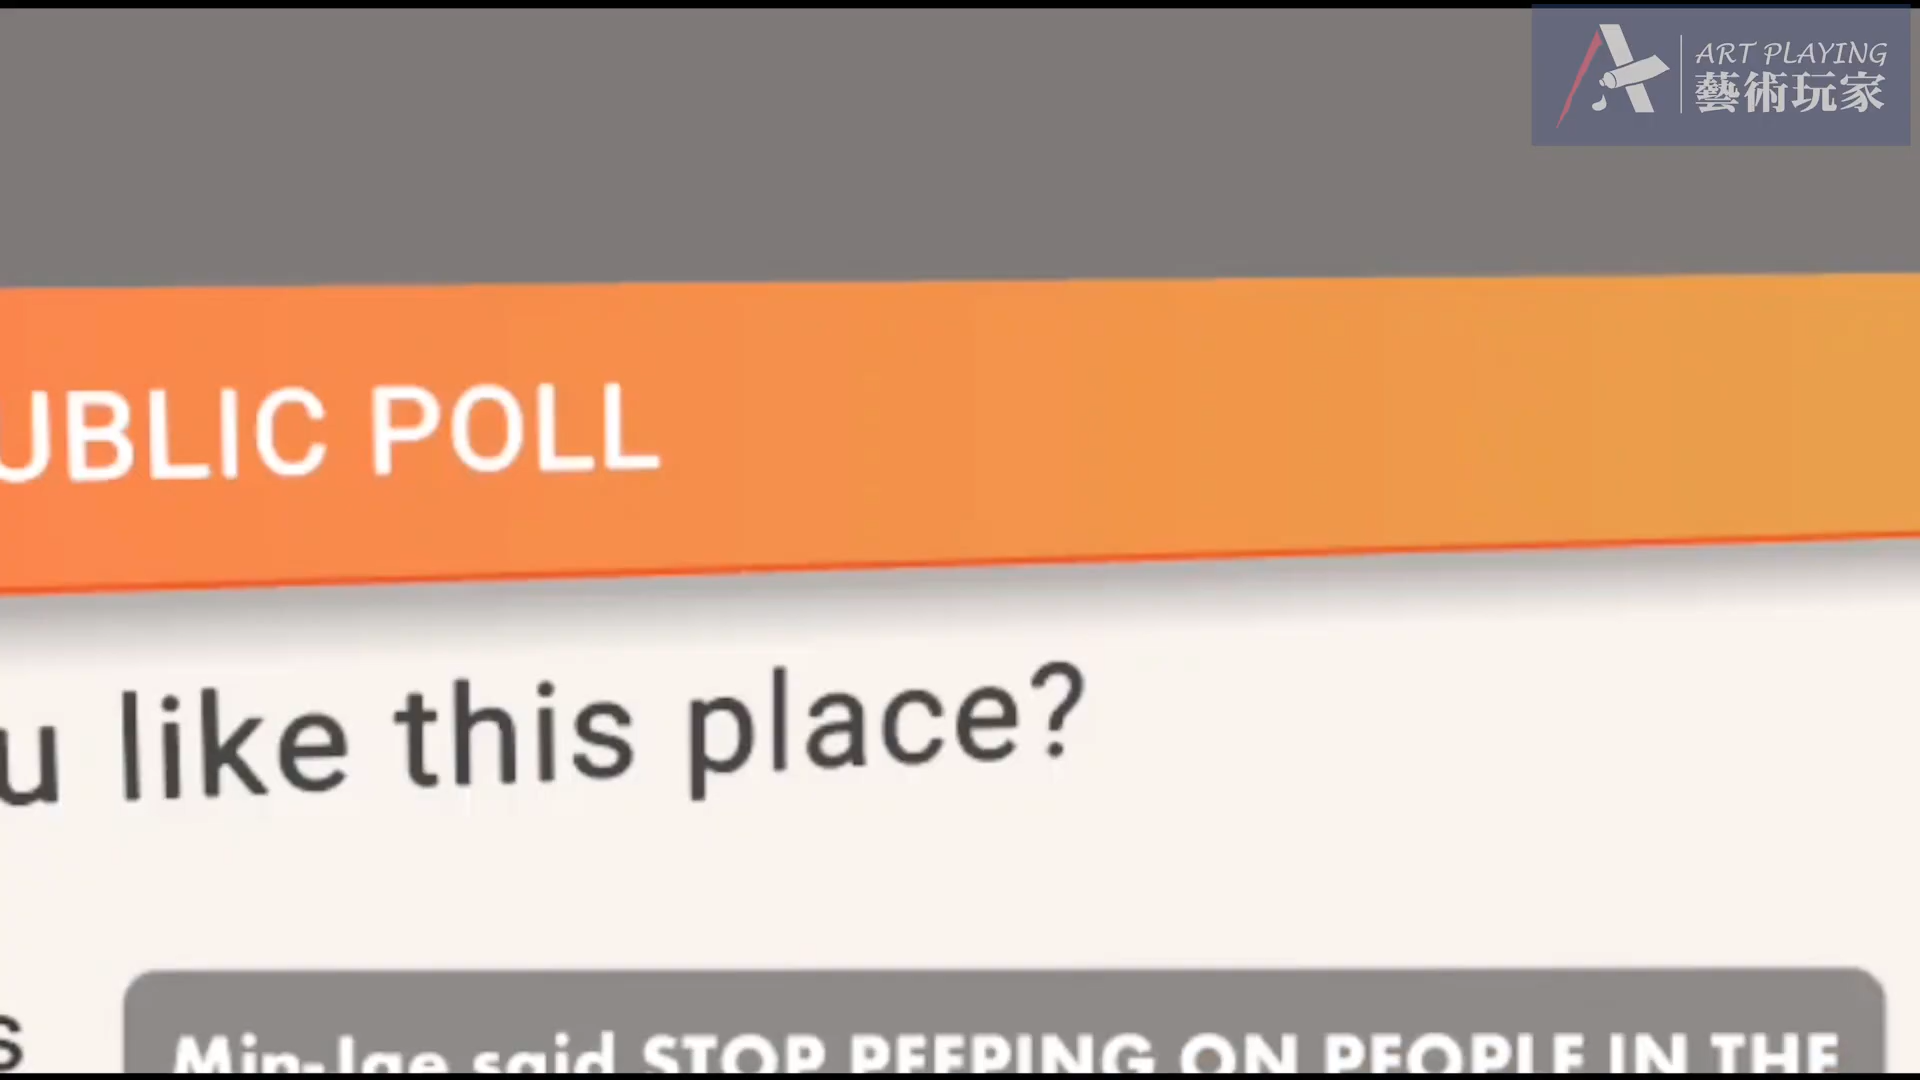 ART PLAYING
藝術玩家
UBLIC POLL
u like this place?
s
Min-Jae said STOP PEEPING ON PEOPLE IN THE